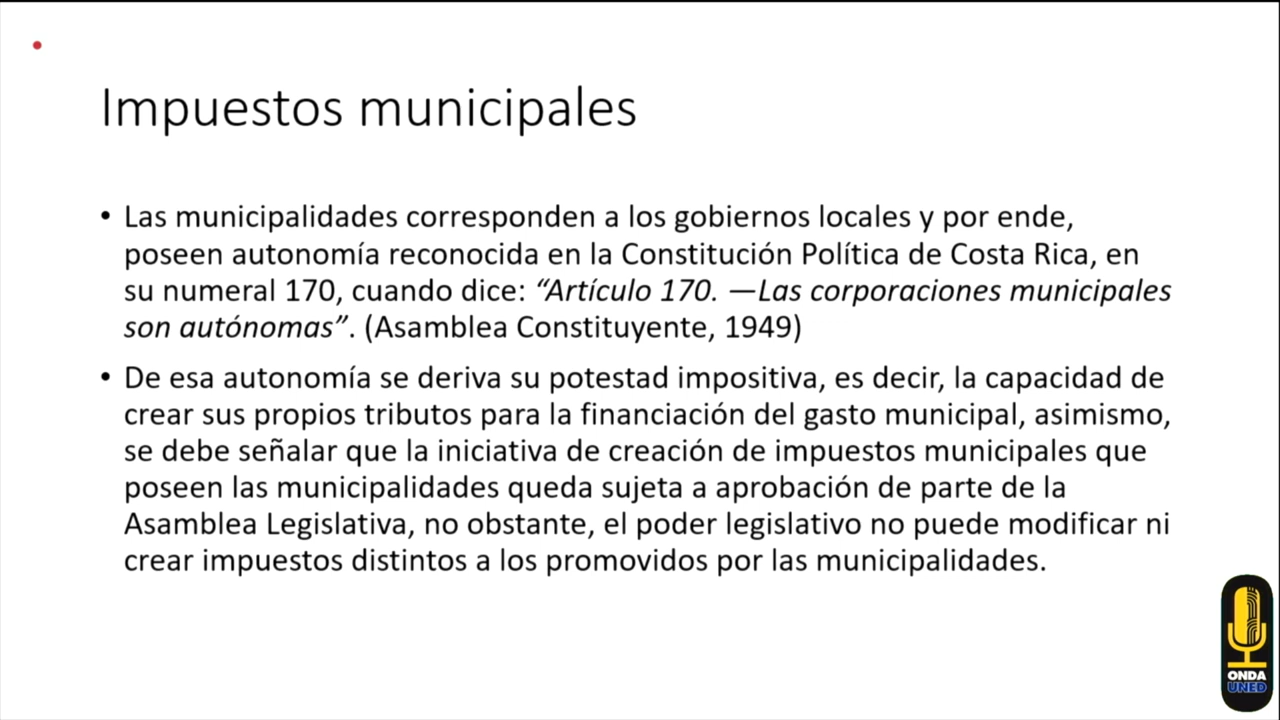 Impuestos municipales
• Las municipalidades corresponden a los gobiernos locales y por ende,
poseen autonomía reconocida en la Constitución Política de Costa Rica, en
su numeral 170, cuando dice: “Artículo 170. —Las corporaciones municipales
son autónomas”. (Asamblea Constituyente, 1949)
• De esa autonomía se deriva su potestad impositiva, es decir, la capacidad de
crear sus propios tributos para la financiación del gasto municipal, asimismo,
se debe señalar que la iniciativa de creación de impuestos municipales que
poseen las municipalidades queda sujeta a aprobación de parte de la
Asamblea Legislativa, no obstante, el poder legislativo no puede modificar ni
crear impuestos distintos a los promovidos por las municipalidades.
ONDA
UNED